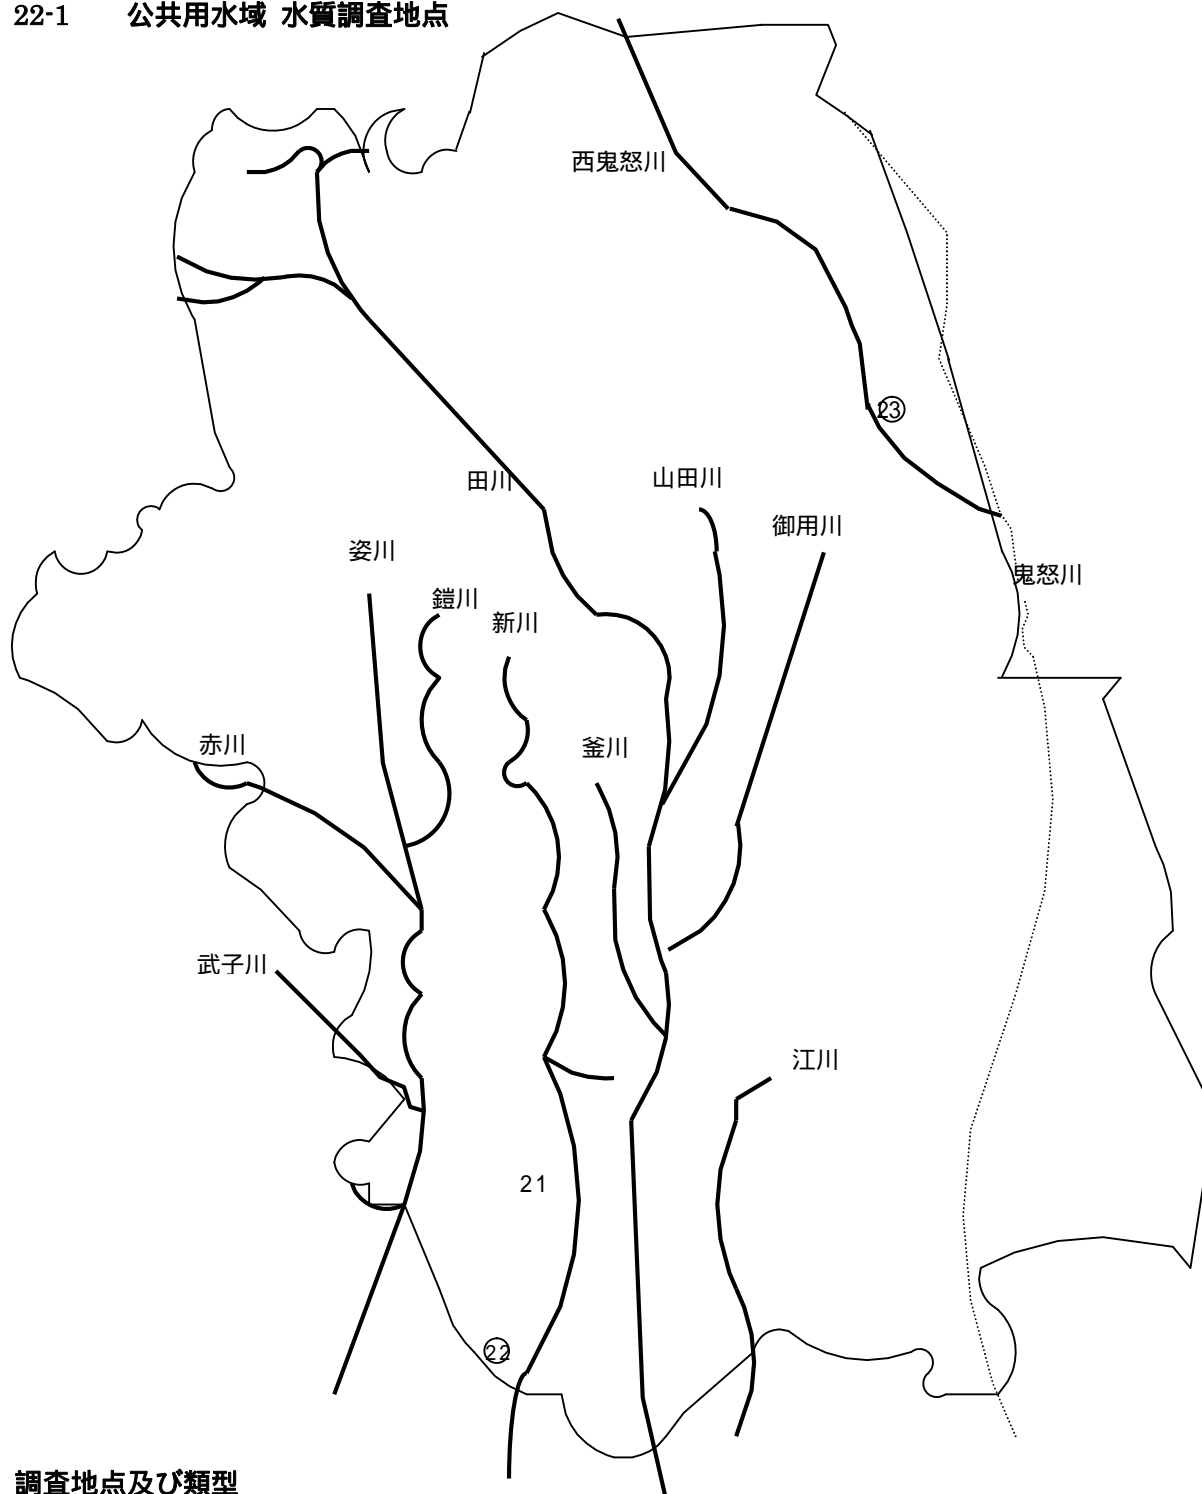 22-1 公共用水域 水質調査地点
西鬼怒川
㉓
田川
山田川
御用川
姿川
鬼怒川
鎧川
新川
赤川
釜川
武子川
江川
21
㉒
調査地点及び類型